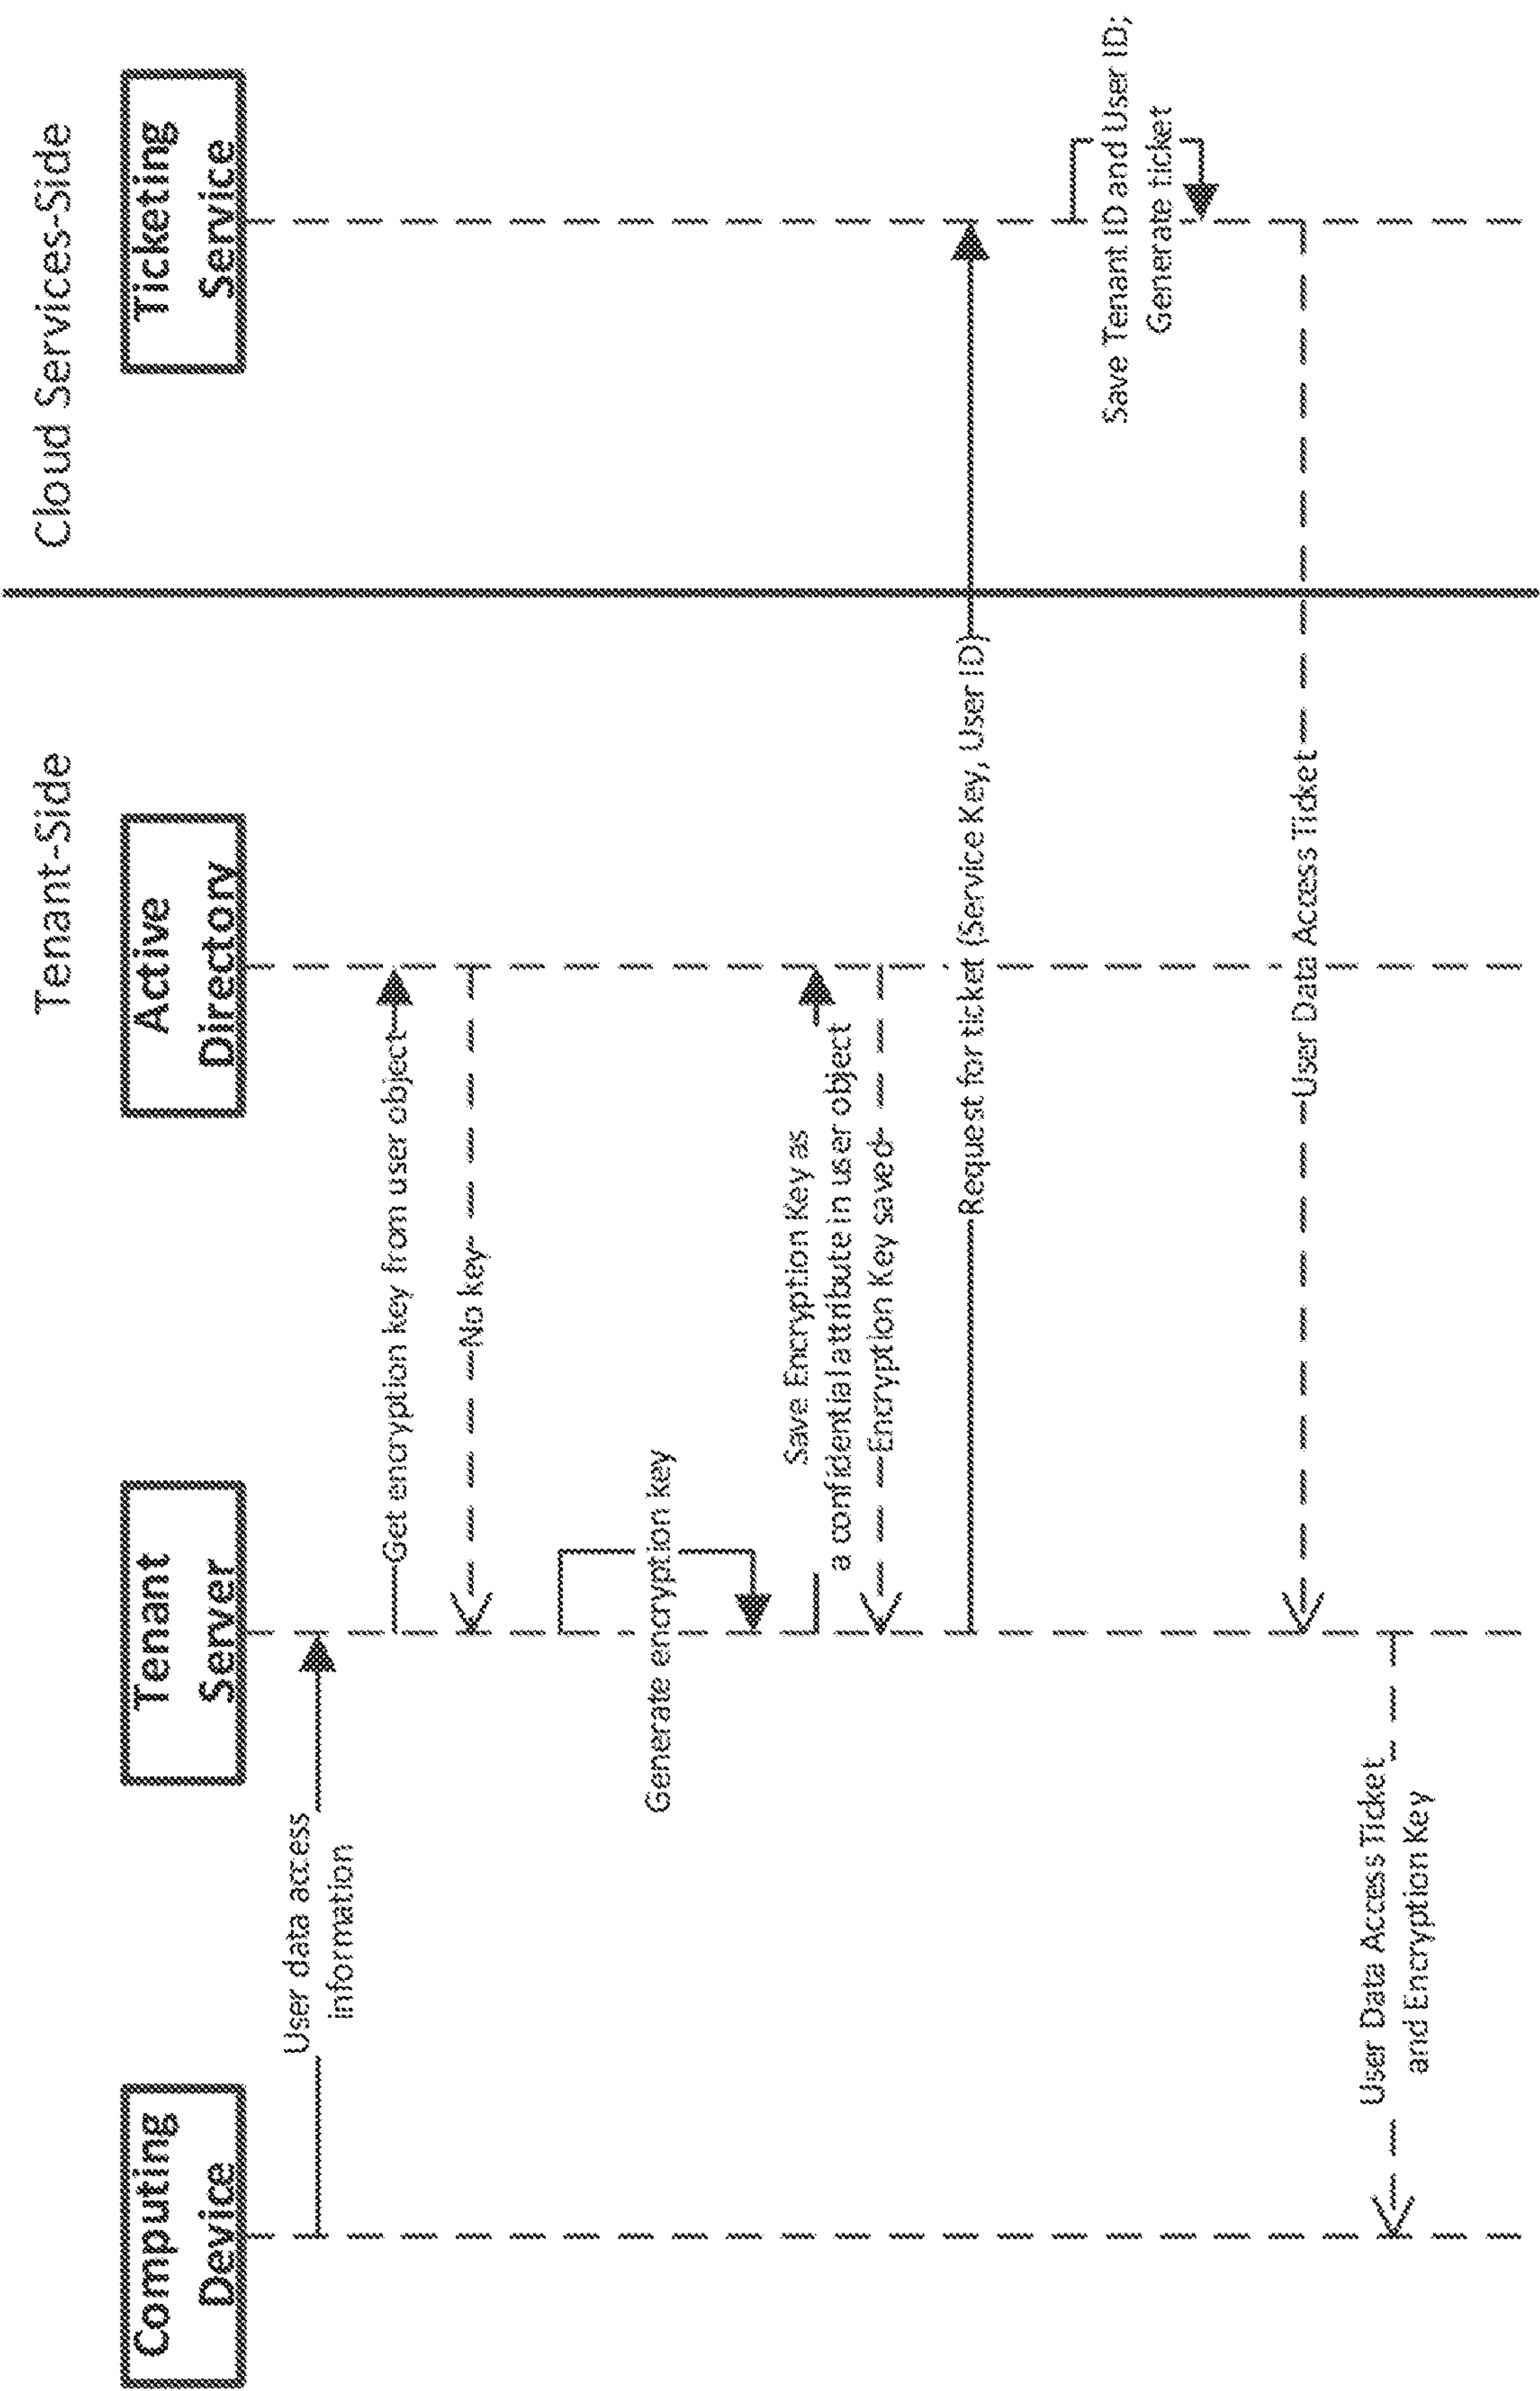 Tenant-Side
Cloud Services-Side
Computing
Device
Tenant
Server
Active
Directory
Ticketing
Service
User data access
information
Get encryption key from user object
No key
Generate encryption key
Save Encryption Key as
a confidential attribute in user object
Encryption Key saved
Request for ticket (Service Key, User ID)
Save Tenant ID and User ID;
Generate ticket
User Data Access Ticket
User Data Access Ticket
and Encryption Key